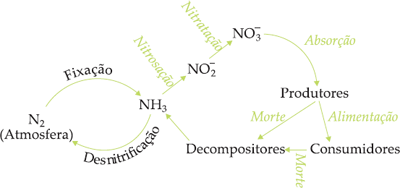 Nitratação
NO₃⁻
Absorção
Nitrosação
NO₂⁻
Fixação
NH₃
Produtores
N₂
(Atmosfera)
Morte
Alimentação
Desnitrificação
Decompositores
Morte
Consumidores